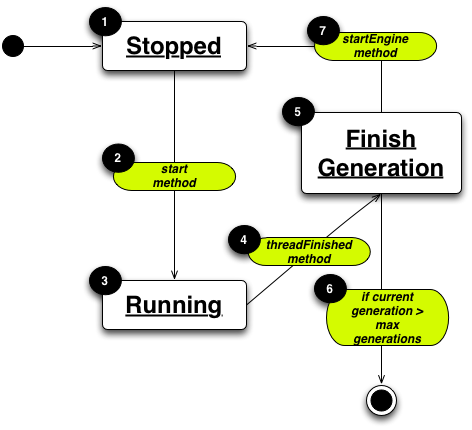 1
Stopped
2
start
method
3
Running
4
threadFinished
method
5
Finish
Generation
6
if current
generation >
max
generations
7
startEngine
method